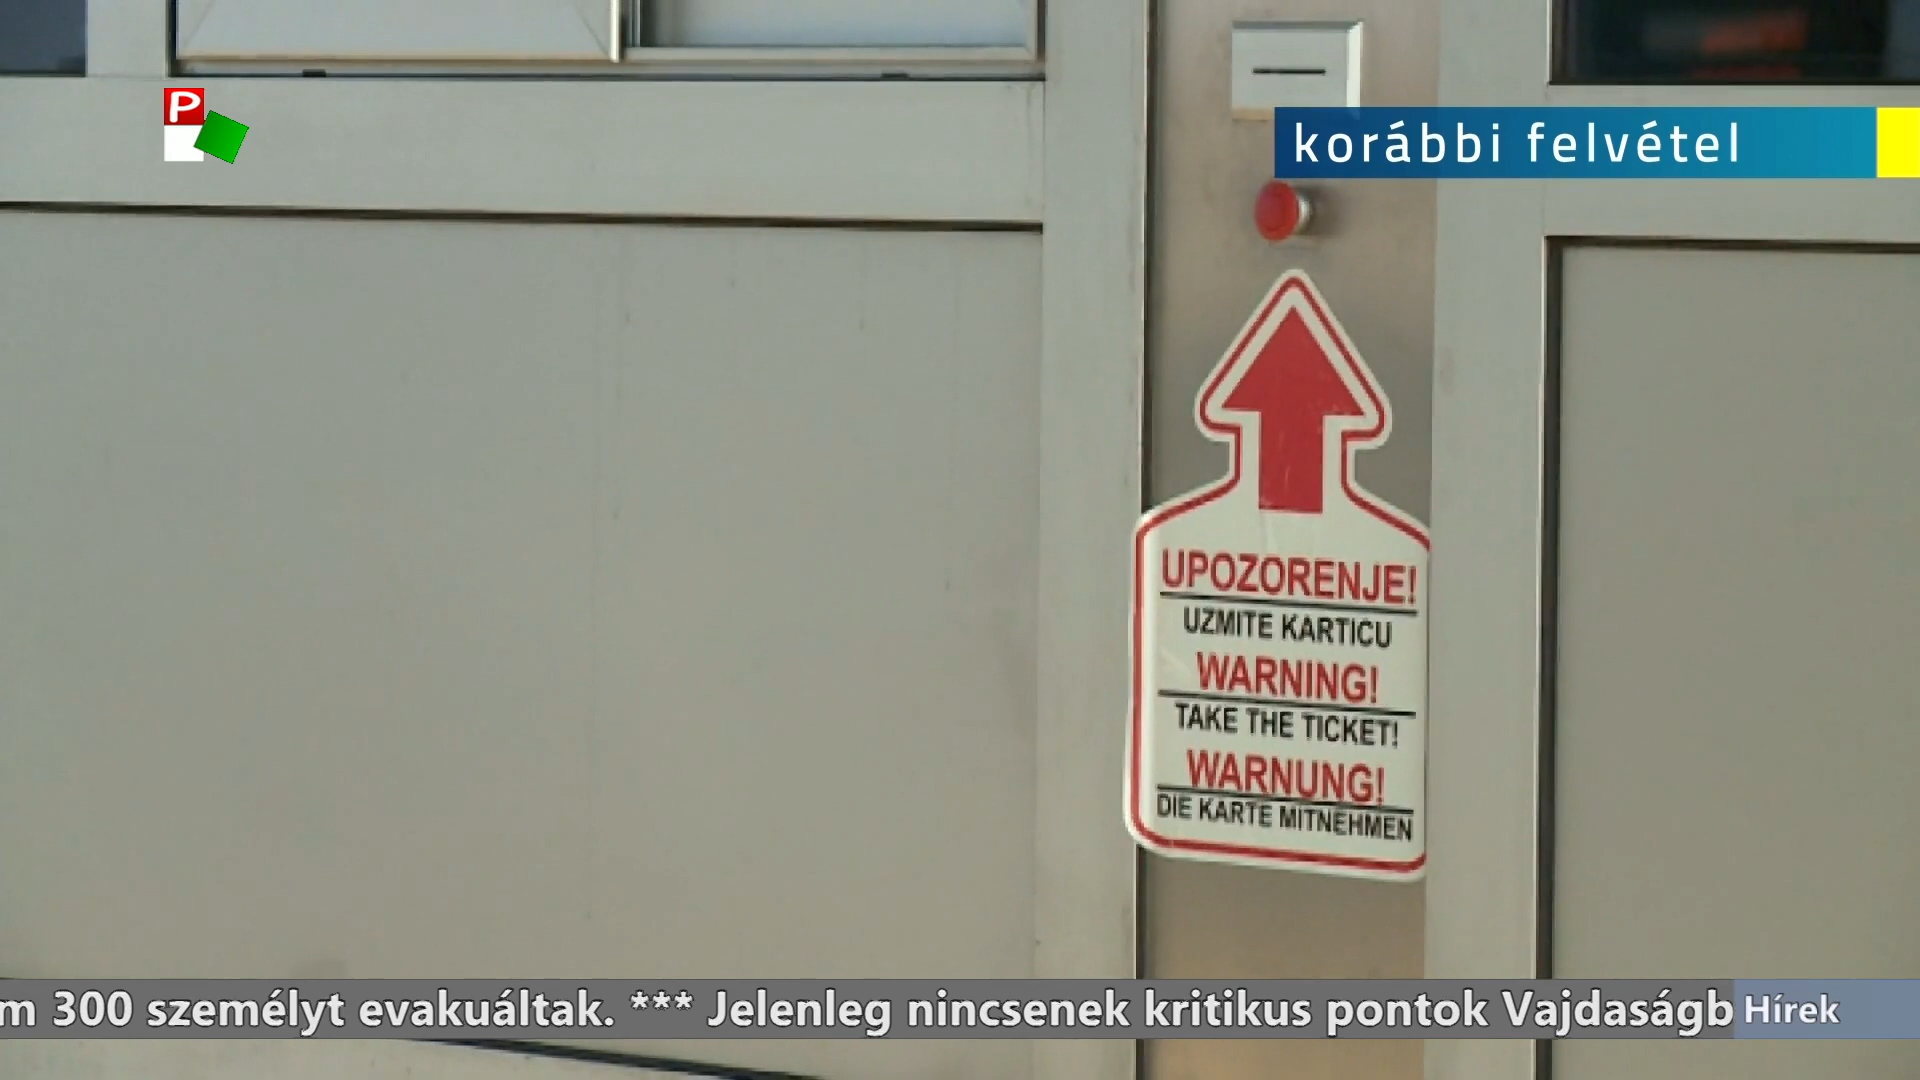 P
korábbi felvétel
UPOZORENJE!
UZMITE KARTICU
WARNING!
TAKE THE TICKET!
WARNUNG!
DIE KARTE MITNEHMEN
m 300 személyt evakuáltak. *** Jelenleg nincsenek kritikus pontok Vajdaságb
Hírek